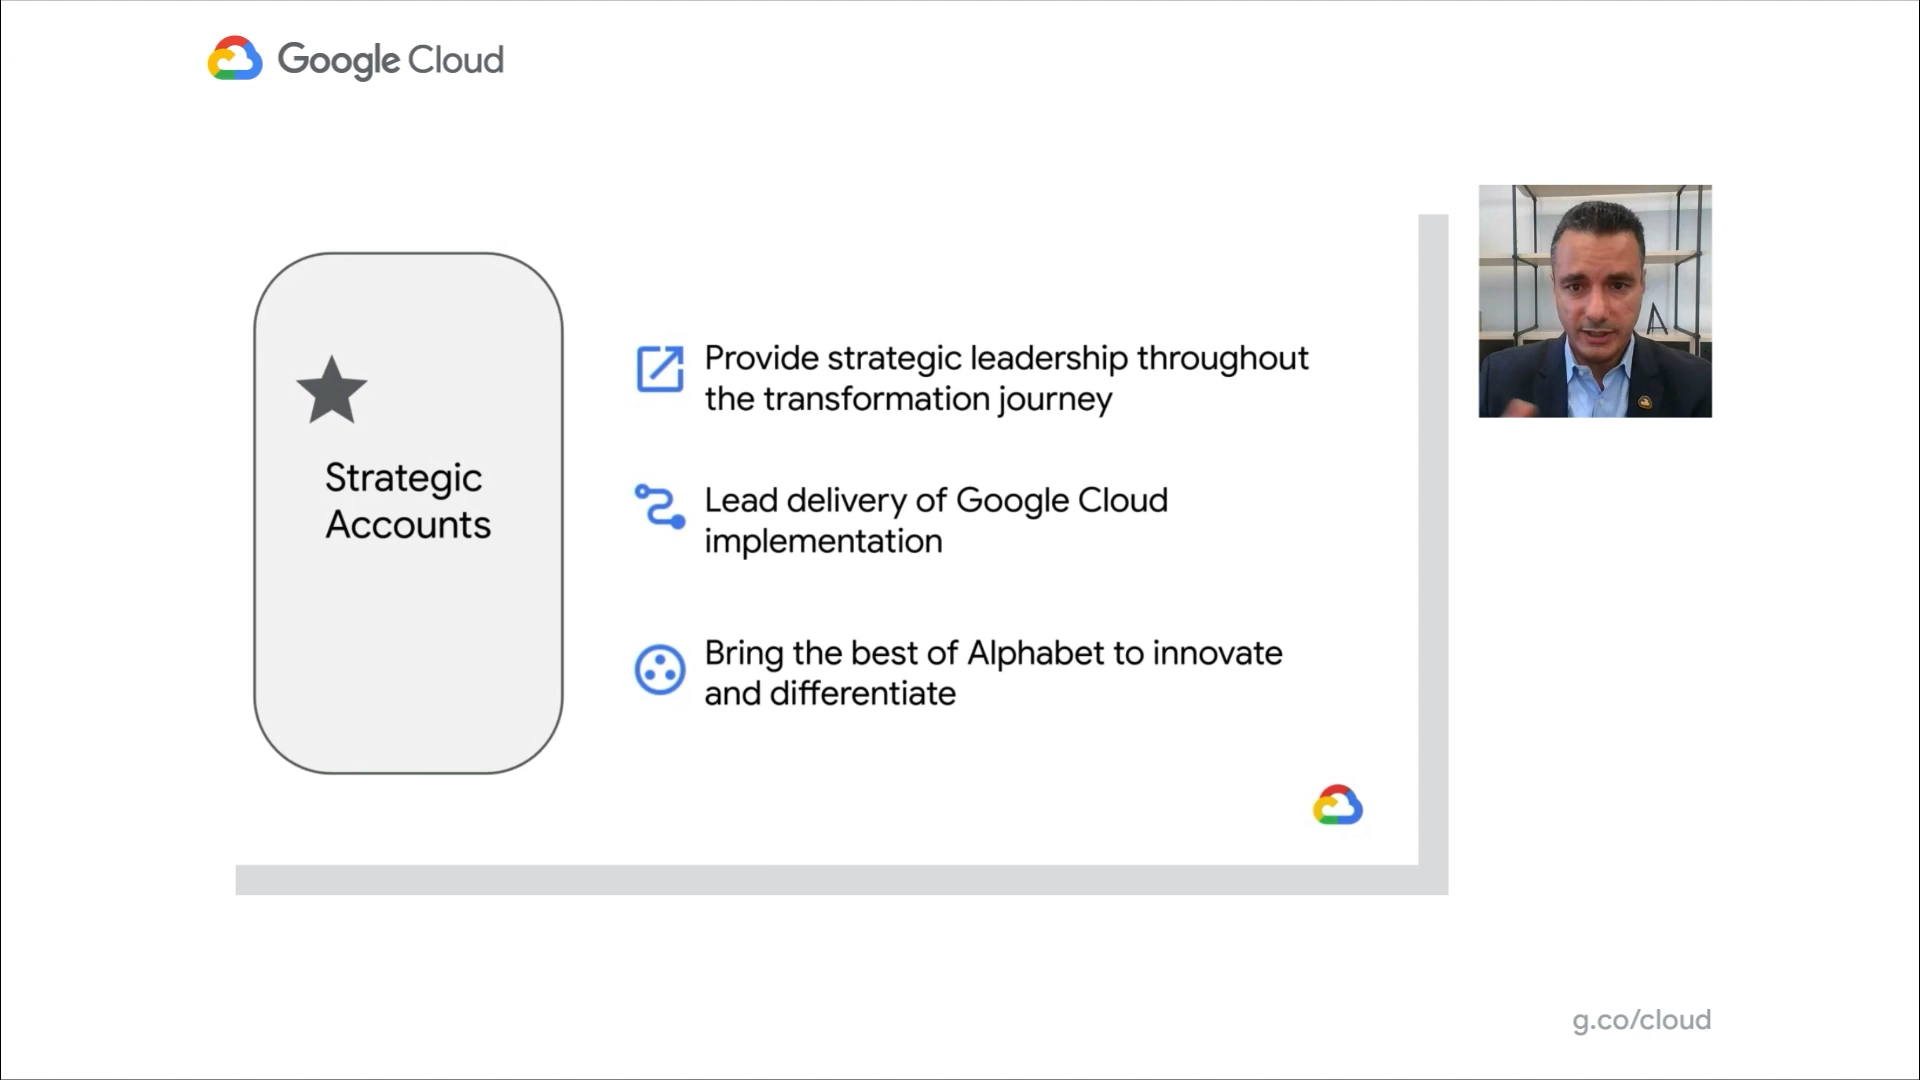 Google Cloud
Strategic
Accounts
Provide strategic leadership throughout
the transformation journey
Lead delivery of Google Cloud
implementation
Bring the best of Alphabet to innovate
and differentiate
g.co/cloud